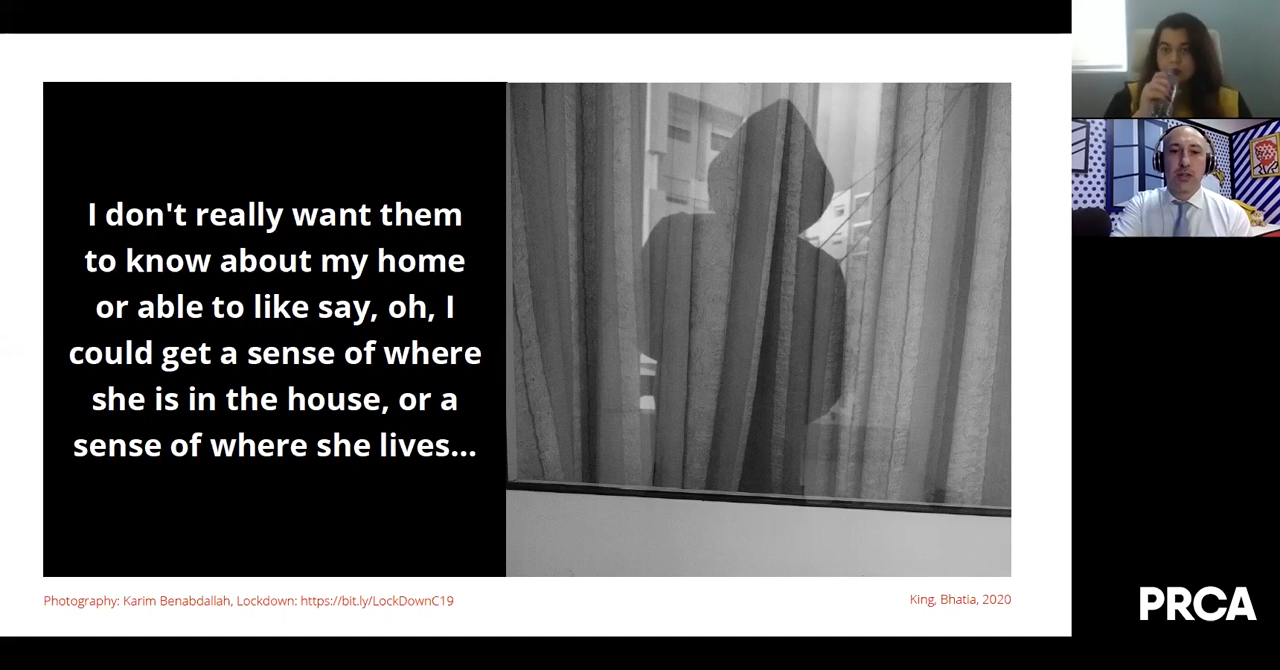 I don't really want them
to know about my home
or able to like say, oh, I
could get a sense of where
she is in the house, or a
sense of where she lives...
Photography: Karim Benabdallah, Lockdown: https://bit.ly/LockDownC19
King, Bhatia, 2020
PRCA